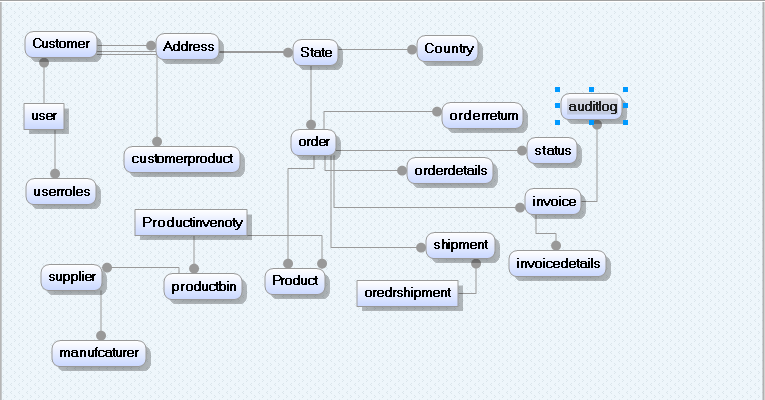 Customer
Address
State
Country
auditlog
user
orderreturn
order
status
customerproduct
orderdetails
userroles
invoice
Productinvenoty
shipment
invoicedetails
supplier
productbin
Product
oredrshipment
manufcaturer